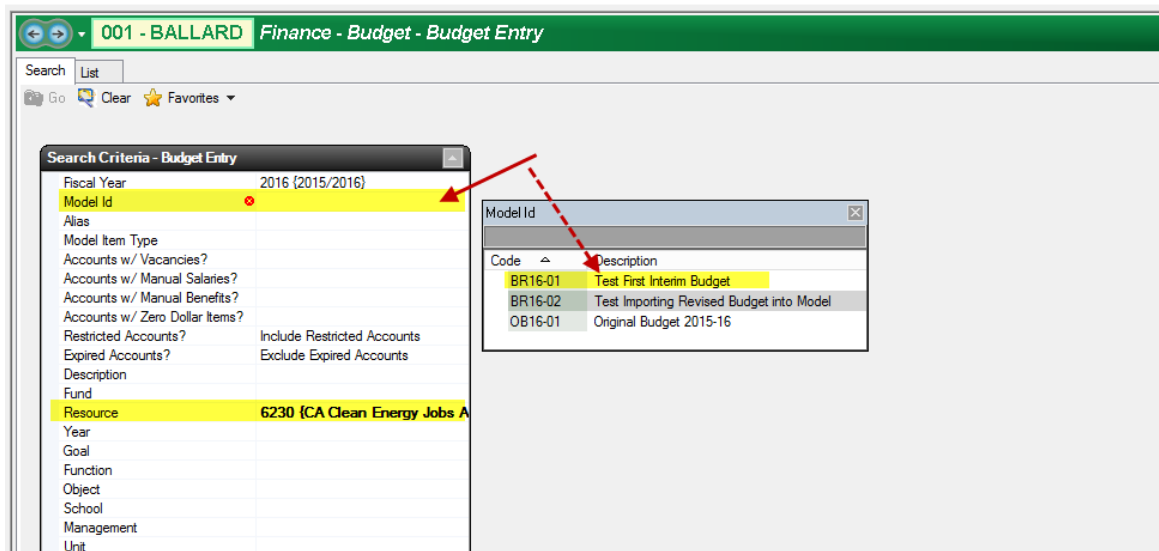 001 - BALLARD Finance - Budget - Budget Entry
Search List
Go Clear Favorites
Search Criteria - Budget Entry
Fiscal Year 2016 {2015/2016}
Model Id
Alias
Model Item Type
Accounts w/ Vacancies?
Accounts w/ Manual Salaries?
Accounts w/ Manual Benefits?
Accounts w/ Zero Dollar Items?
Restricted Accounts? Include Restricted Accounts
Expired Accounts? Exclude Expired Accounts
Description
Fund
Resource 6230 {CA Clean Energy Jobs A
Year
Goal
Function
Object
School
Management
Unit
Model Id
Code Description
BR16-01 Test First Interim Budget
BR16-02 Test Importing Revised Budget into Model
OB16-01 Original Budget 2015-16